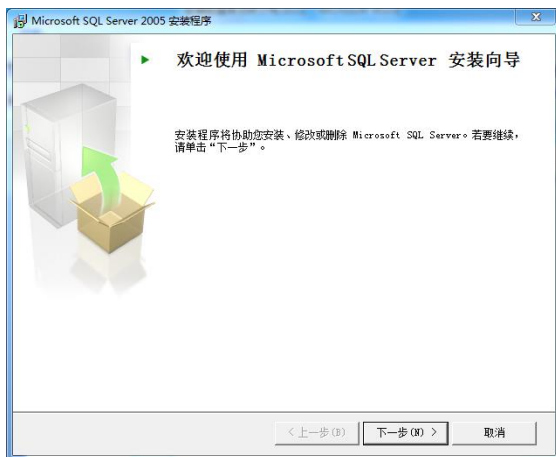 Microsoft SQL Server 2005 安装程序
欢迎使用 Microsoft SQL Server 安装向导
安装程序将协助您安装、修改或删除 Microsoft SQL Server。若要继续,
请单击“下一步”。
< 上一步(B)
下一步(N) >
取消